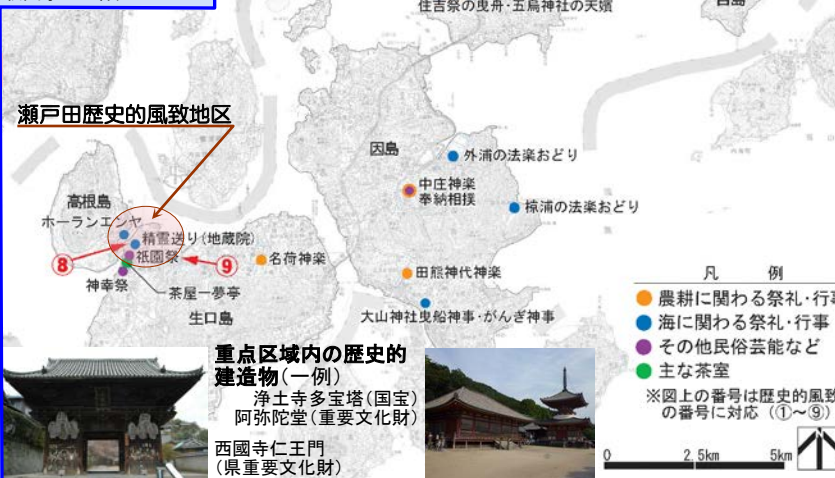 住吉祭の曳舟・五烏神社の天嬪
瀬戸田歴史的風致地区
因島
外浦の法楽おどり
中庄神楽
奉納相撲
椋浦の法楽おどり
高根島
ホーランエンヤ
精霊送り(地蔵院)
⑧
祇園祭
⑨
名荷神楽
田熊神代神楽
神幸祭
茶屋一夢亭
生口島
大山神社曳船神事・がんぎ神事
凡 例
農耕に関わる祭礼・行事
海に関わる祭礼・行事
その他民俗芸能など
主な茶室
※図上の番号は歴史的風致
の番号に対応 (①~⑨)
重点区域内の歴史的
建造物(一例)
浄土寺多宝塔(国宝)
阿弥陀堂(重要文化財)
西國寺仁王門
(県重要文化財)
0 2.5km 5km